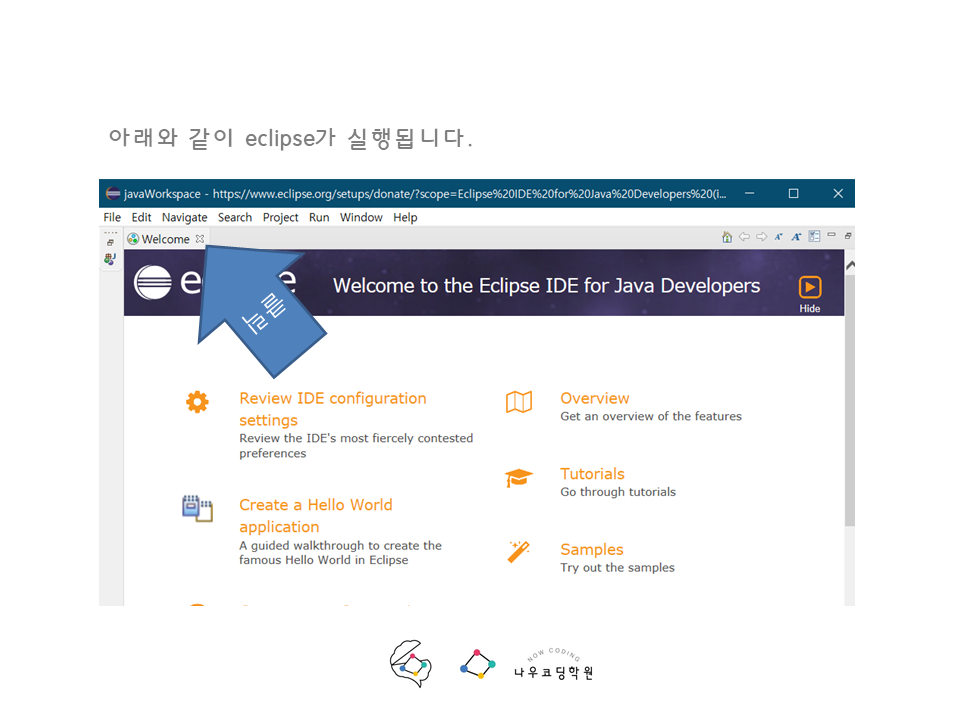 아래와 같이 eclipse가 실행됩니다.
javaWorkspace - https://www.eclipse.org/setups/donate/?scope=Eclipse%20IDE%20for%20Java%20Developers%20(i...
File Edit Navigate Search Project Run Window Help
Welcome
Welcome to the Eclipse IDE for Java Developers
Hide
누름
Review IDE configuration
settings
Review the IDE's most fiercely contested
preferences
Overview
Get an overview of the features
Tutorials
Go through tutorials
Create a Hello World
application
A guided walkthrough to create the
famous Hello World in Eclipse
Samples
Try out the samples
NOW CODING
나우코딩학원